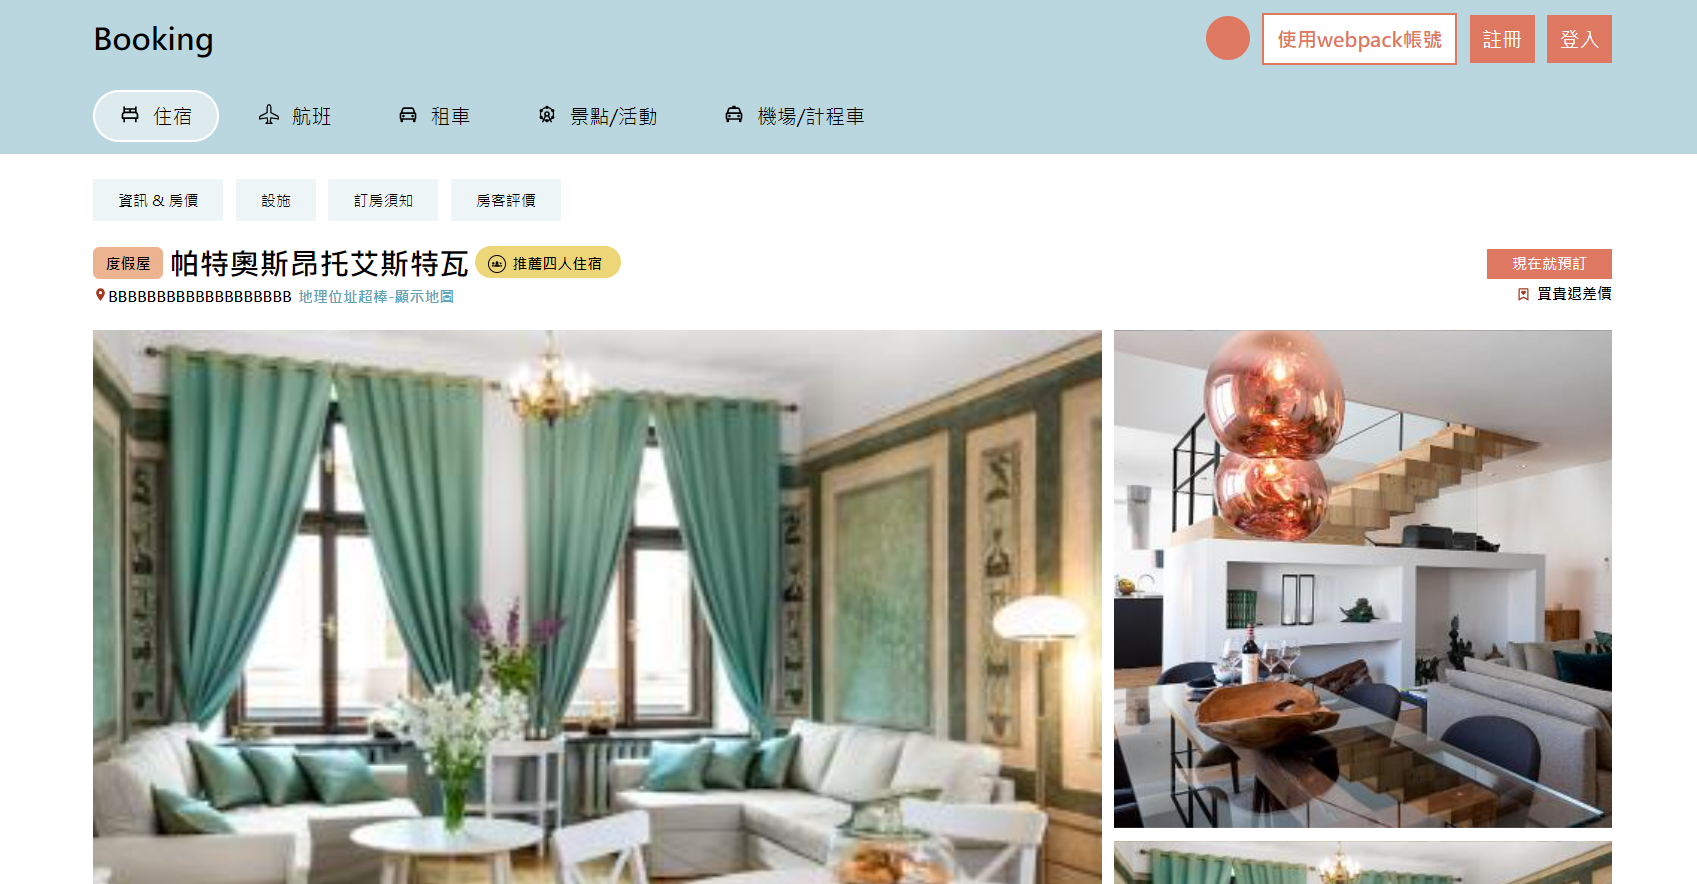 Booking
使用webpack帳號
註冊
登入
住宿
航班
租車
景點/活動
機場/計程車
資訊 & 房價
設施
訂房須知
房客評價
度假屋
帕特奧斯昂托艾斯特瓦
推薦四人住宿
現在就預訂
BBBBBBBBBBBBBBBBBBB 地理位址超棒-顯示地圖
買貴退差價